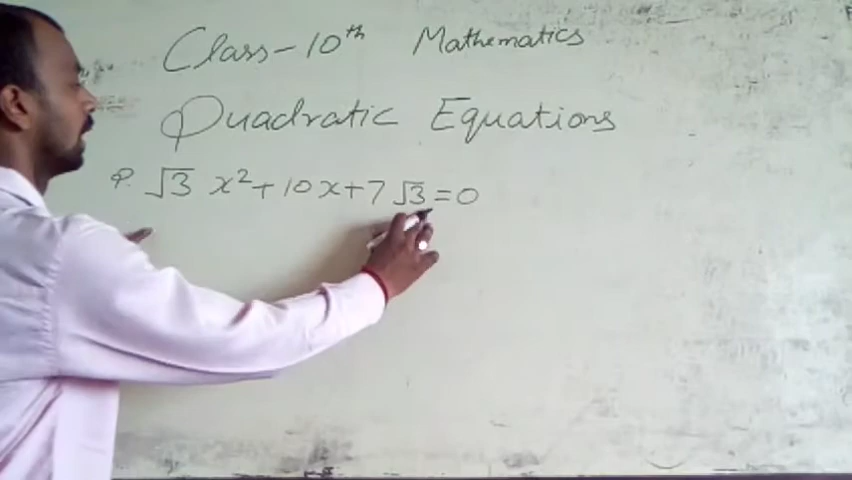 Class-10th Mathematics
Quadratic Equations
φ. √3 x²+10x+7√3=0